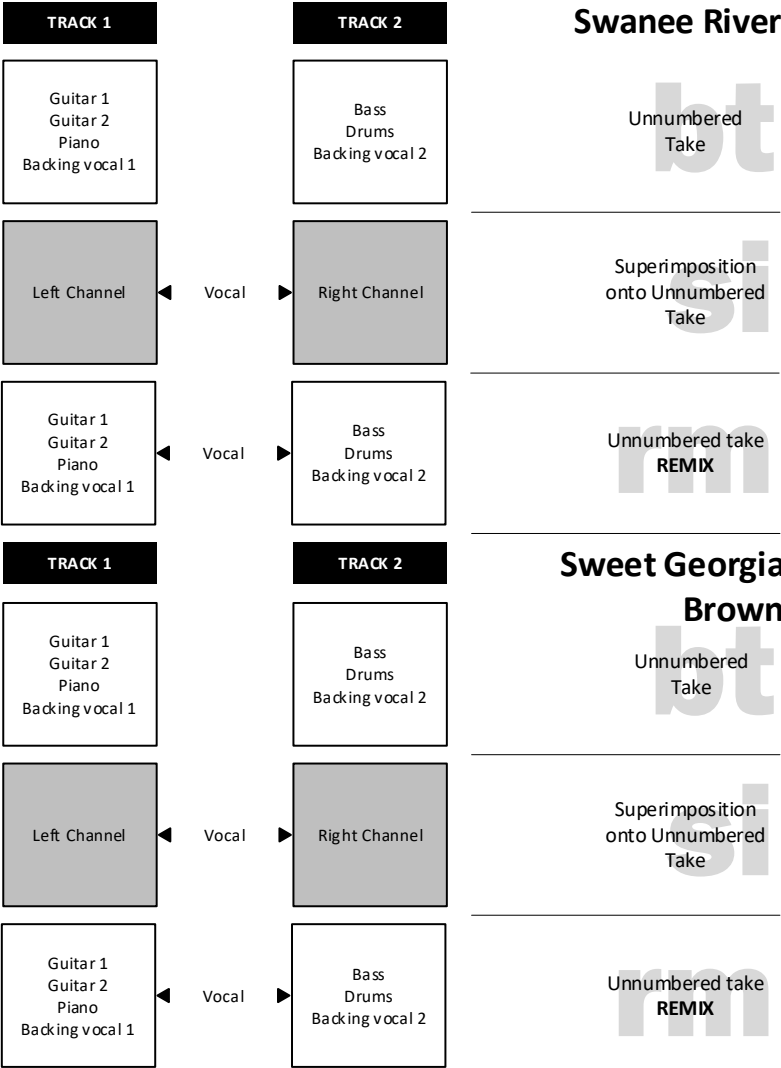 TRACK 1
TRACK 2
Swanee River
Guitar 1
Guitar 2
Piano
Backing vocal 1
Bass
Drums
Backing vocal 2
bt
Unnumbered
Take
Left Channel
Vocal
Right Channel
si
Superimposition
onto Unnumbered
Take
Guitar 1
Guitar 2
Piano
Backing vocal 1
Vocal
Bass
Drums
Backing vocal 2
rm
Unnumbered take
REMIX
TRACK 1
TRACK 2
Sweet Georgia
Brown
Guitar 1
Guitar 2
Piano
Backing vocal 1
Bass
Drums
Backing vocal 2
bt
Unnumbered
Take
Left Channel
Vocal
Right Channel
si
Superimposition
onto Unnumbered
Take
Guitar 1
Guitar 2
Piano
Backing vocal 1
Vocal
Bass
Drums
Backing vocal 2
rm
Unnumbered take
REMIX